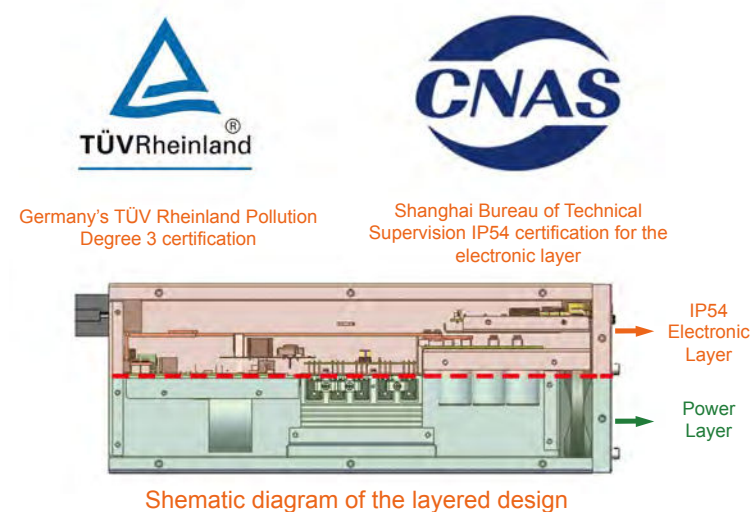 TÜVRheinland®
CNAS
Germany's TÜV Rheinland Pollution
Degree 3 certification
Shanghai Bureau of Technical
Supervision IP54 certification for the
electronic layer
IP54
Electronic
Layer
Power
Layer
Shematic diagram of the layered design